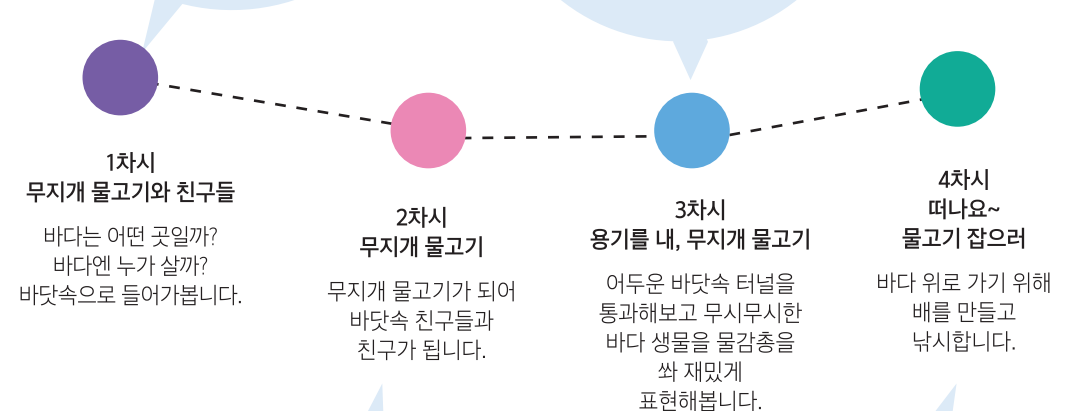 1차시
무지개 물고기와 친구들
바다는 어떤 곳일까?
바다엔 누가 살까?
바닷속으로 들어가봅니다.
2차시
무지개 물고기
무지개 물고기가 되어
바닷속 친구들과
친구가 됩니다.
3차시
용기를 내, 무지개 물고기
어두운 바닷속 터널을
통과해보고 무시무시한
바다 생물을 물감총을
쏴 재밌게
표현해봅니다.
4차시
떠나요~
물고기 잡으러
바다 위로 가기 위해
배를 만들고
낚시합니다.